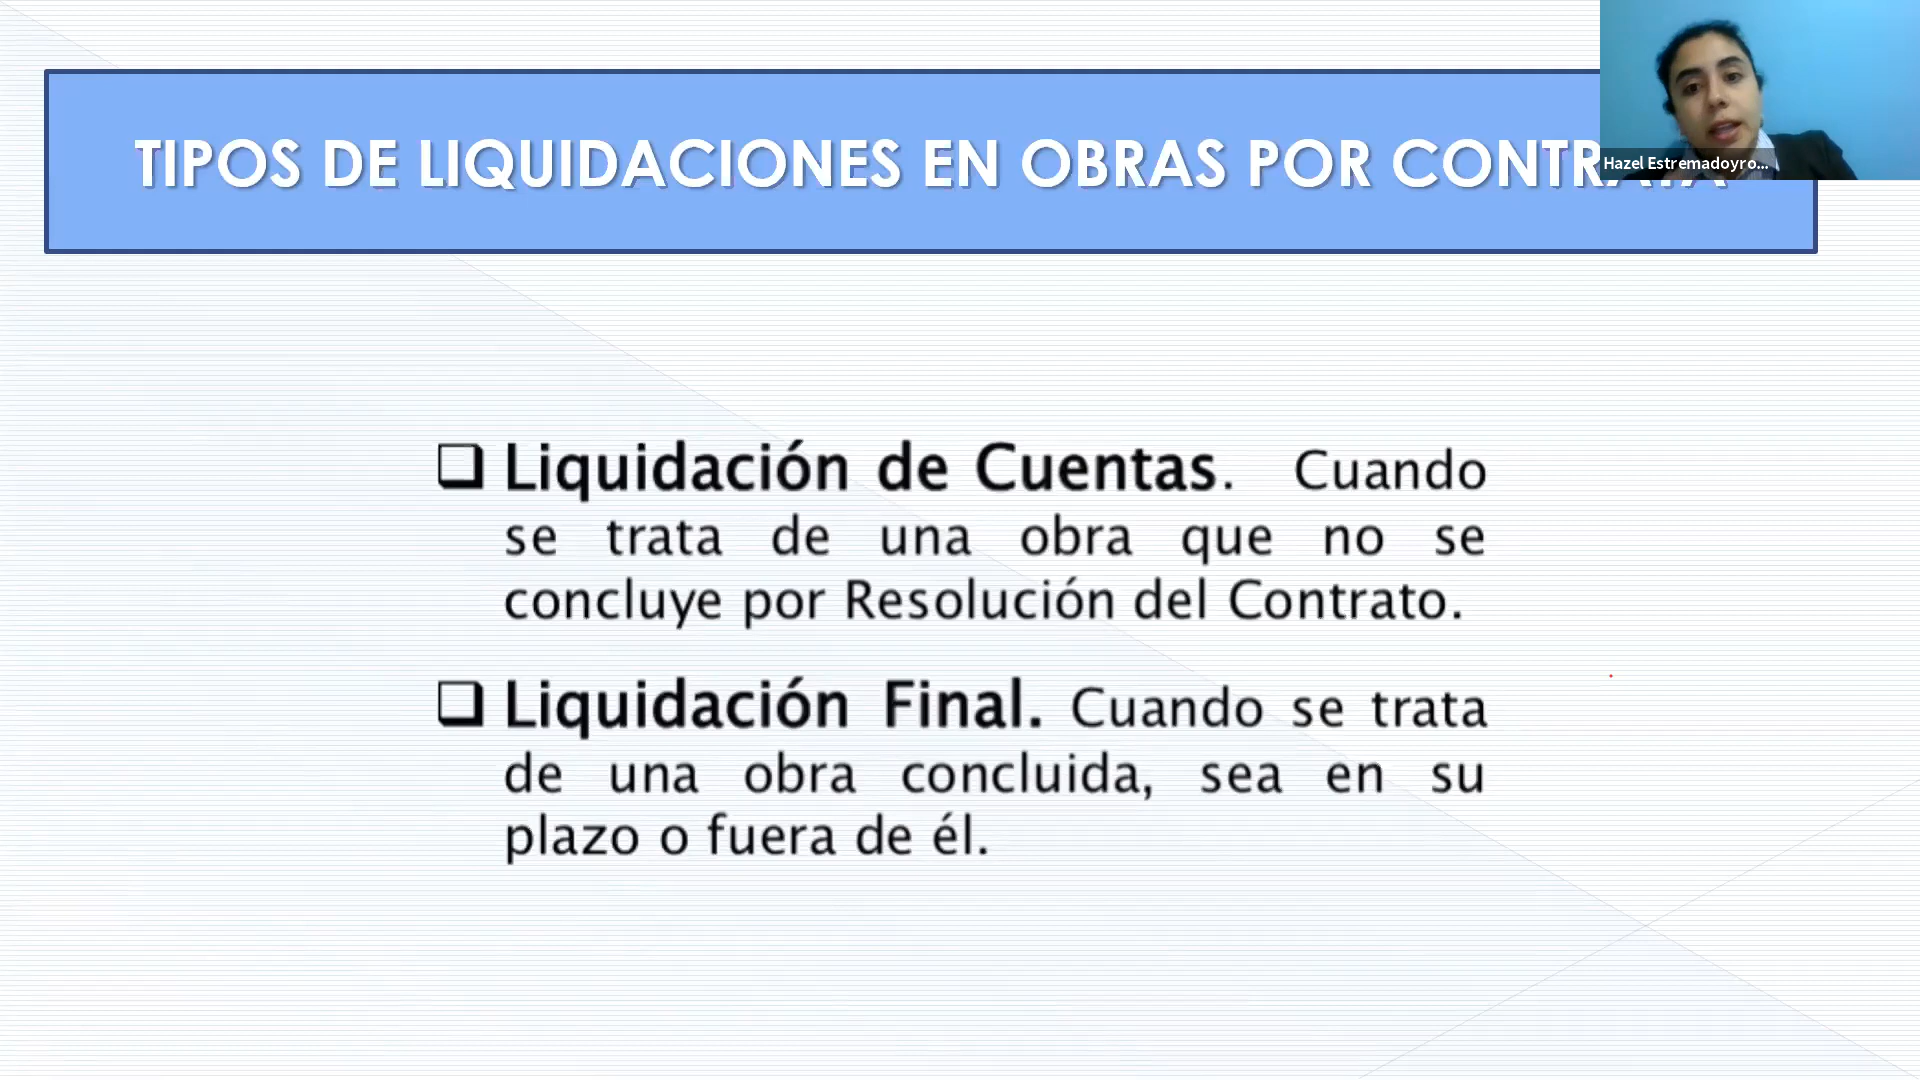 TIPOS DE LIQUIDACIONES EN OBRAS POR CONTRATA
Hazel Estremadoyro...
Liquidación de Cuentas. Cuando
se trata de una obra que no se
concluye por Resolución del Contrato.
Liquidación Final. Cuando se trata
de una obra concluida, sea en su
plazo o fuera de él.